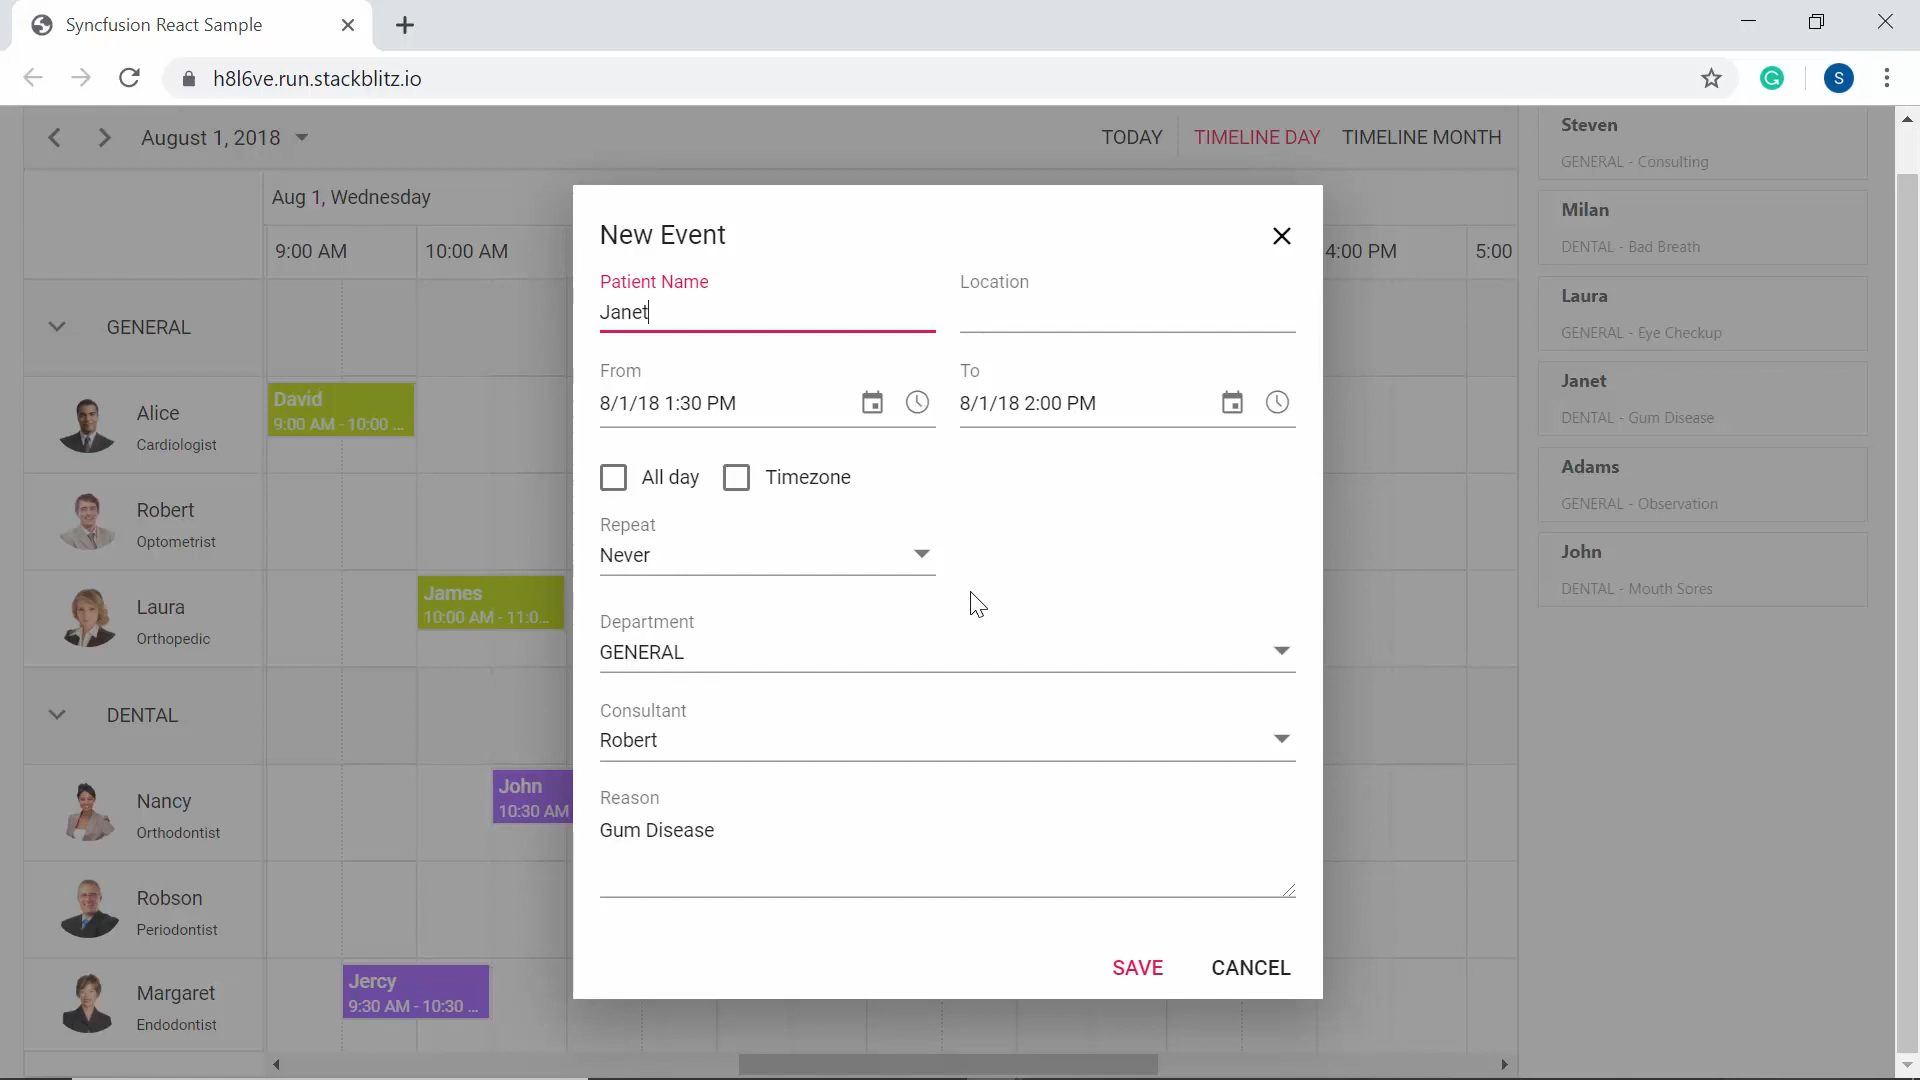 Syncfusion React Sample
h8l6ve.run.stackblitz.io
S
August 1, 2018
TODAY
TIMELINE DAY
TIMELINE MONTH
Aug 1, Wednesday
9:00 AM
10:00 AM
4:00 PM
5:00
GENERAL
Alice
Cardiologist
David
9:00 AM - 10:00 ...
Robert
Optometrist
Laura
Orthopedic
James
10:00 AM - 11:0...
DENTAL
Nancy
Orthodontist
John
10:30 AM
Robson
Periodontist
Margaret
Endodontist
Jercy
9:30 AM - 10:30 ...
New Event
Patient Name
Janet
Location
From
8/1/18 1:30 PM
To
8/1/18 2:00 PM
All day
Timezone
Repeat
Never
Department
GENERAL
Consultant
Robert
Reason
Gum Disease
SAVE
CANCEL
Steven
GENERAL - Consulting
Milan
DENTAL - Bad Breath
Laura
GENERAL - Eye Checkup
Janet
DENTAL - Gum Disease
Adams
GENERAL - Observation
John
DENTAL - Mouth Sores